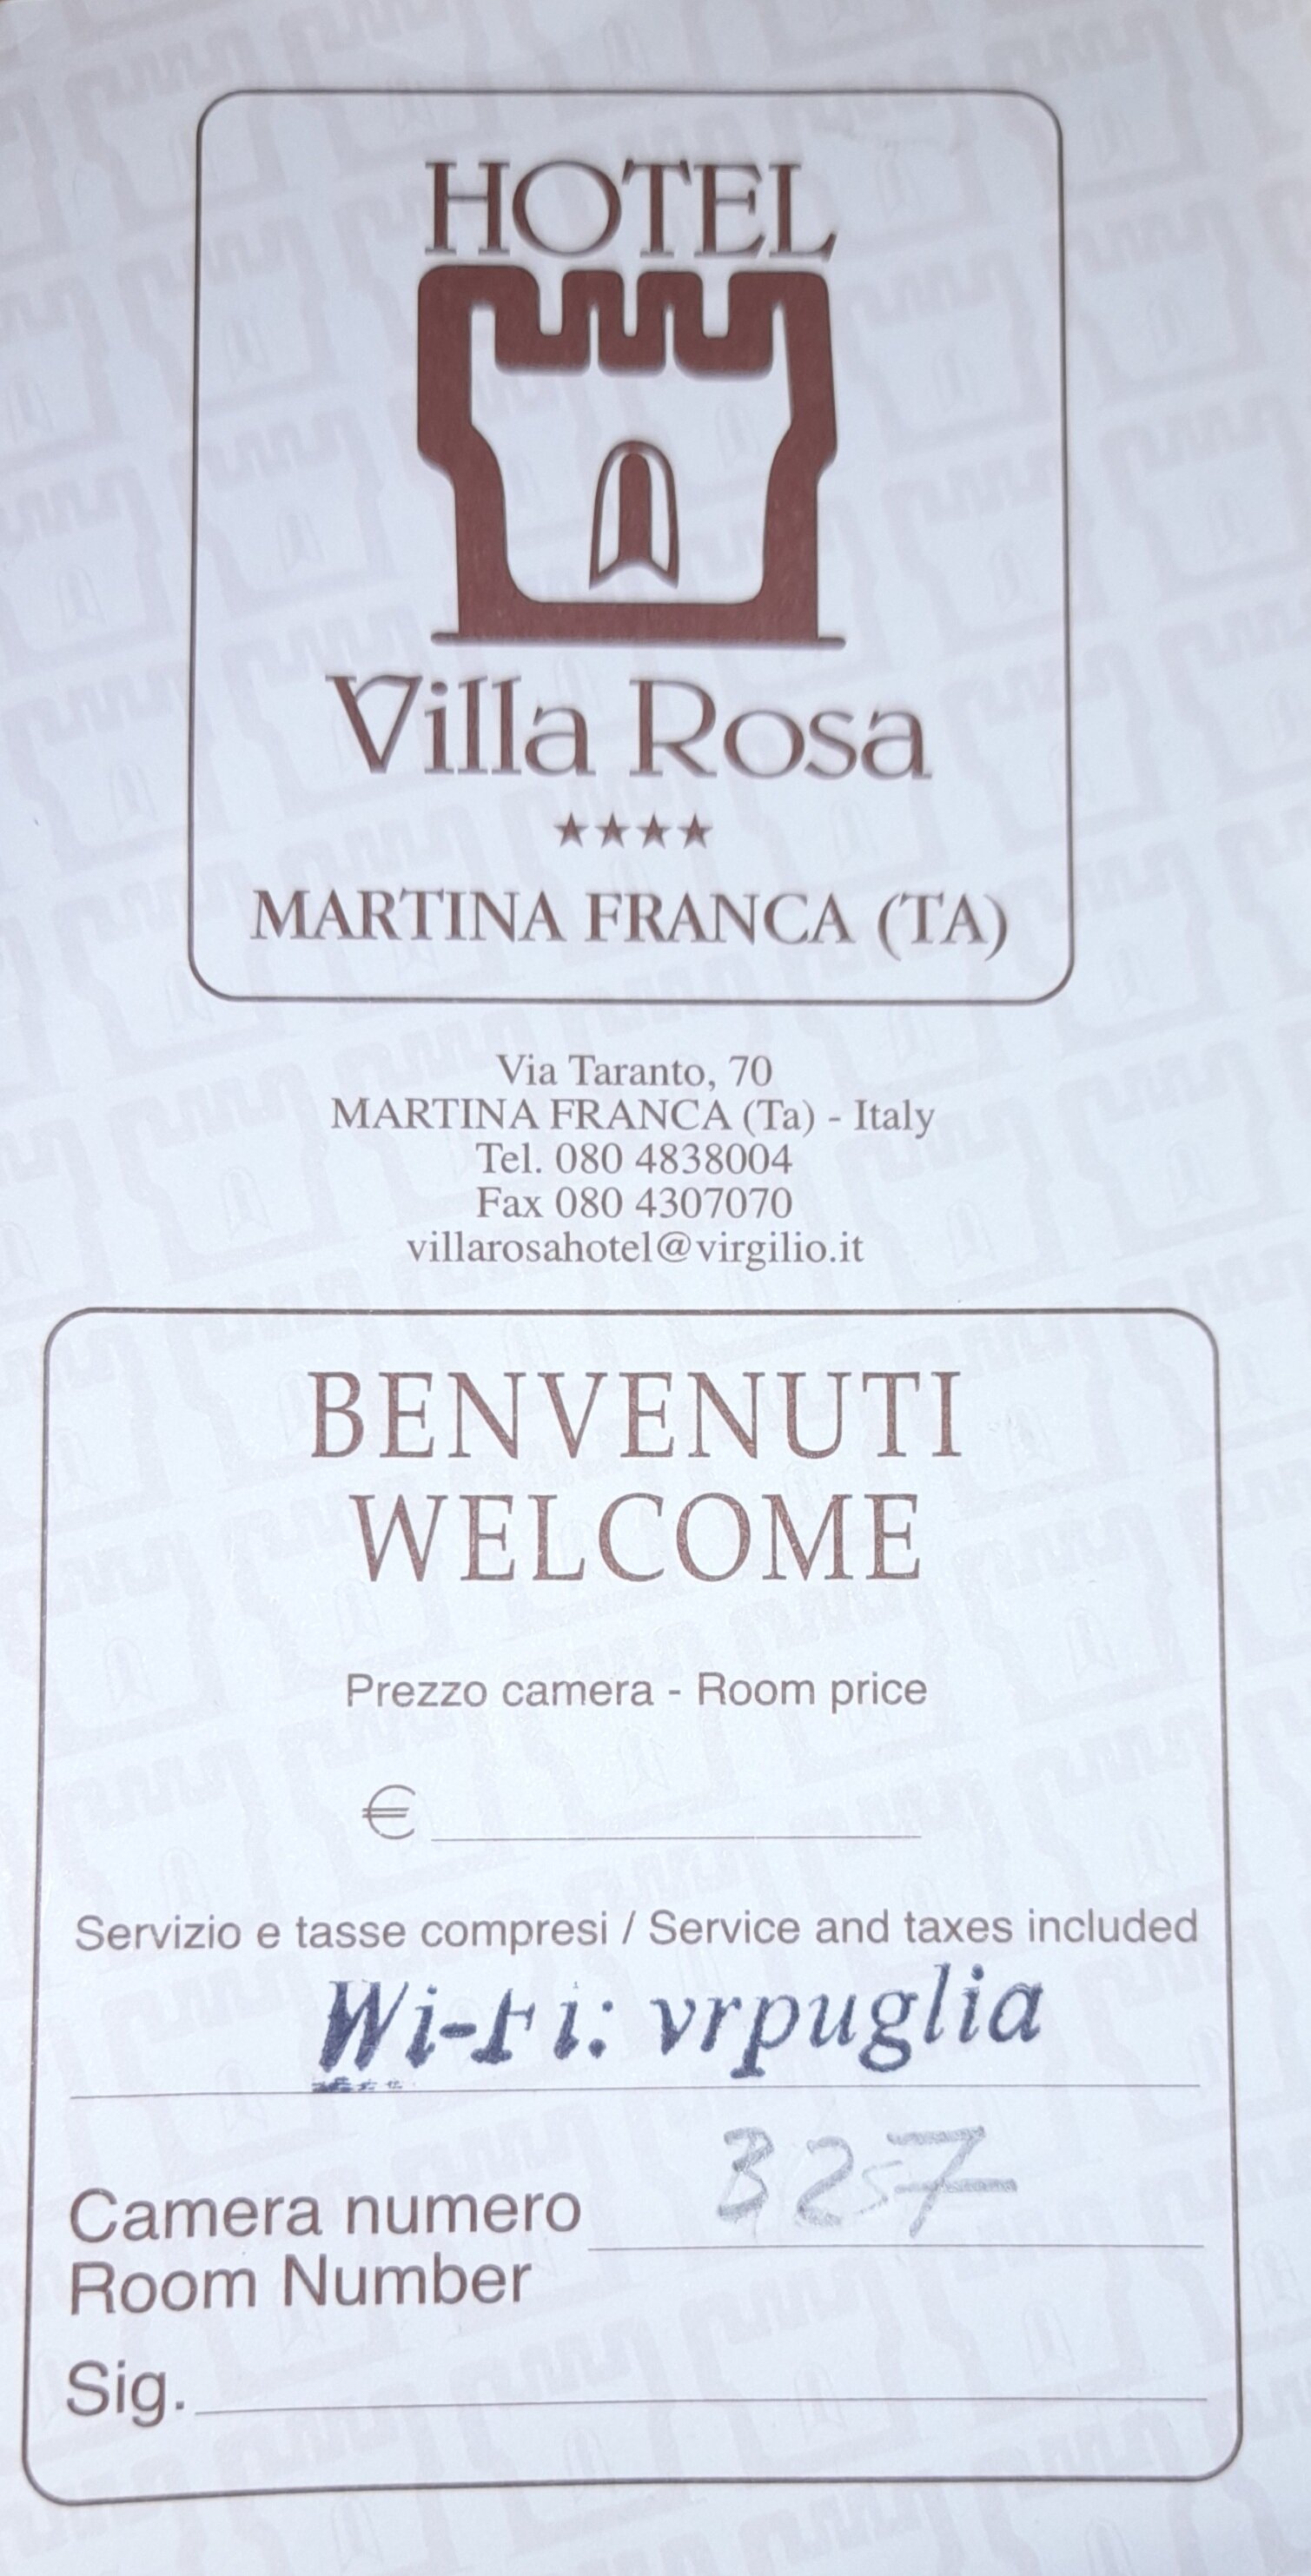 HOTEL
Villa Rosa
★★★★
MARTINA FRANCA (TA)
Via Taranto, 70
MARTINA FRANCA (Ta) - Italy
Tel. 080 4838004
Fax 080 4307070
villarosahotel@virgilio.it
BENVENUTI
WELCOME
Prezzo camera - Room price
€
Servizio e tasse compresi / Service and taxes included
Wi-Fi: vrpuglia
327
Camera numero
Room Number
Sig.